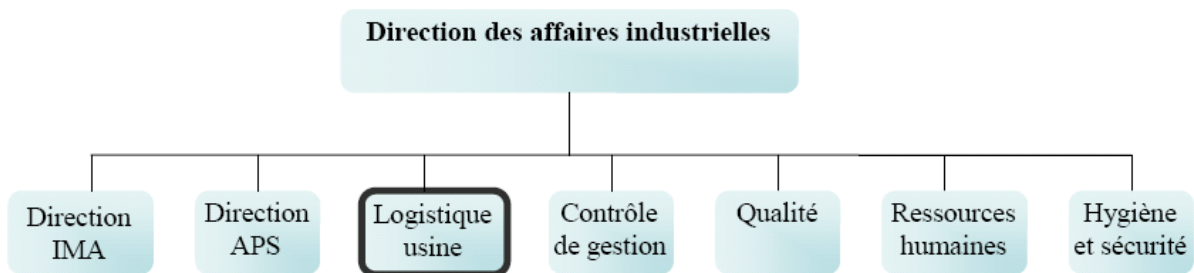 Direction des affaires industrielles
Direction
IMA
Direction
APS
Logistique
usine
Contrôle
de gestion
Qualité
Ressources
humaines
Hygiène
et sécurité